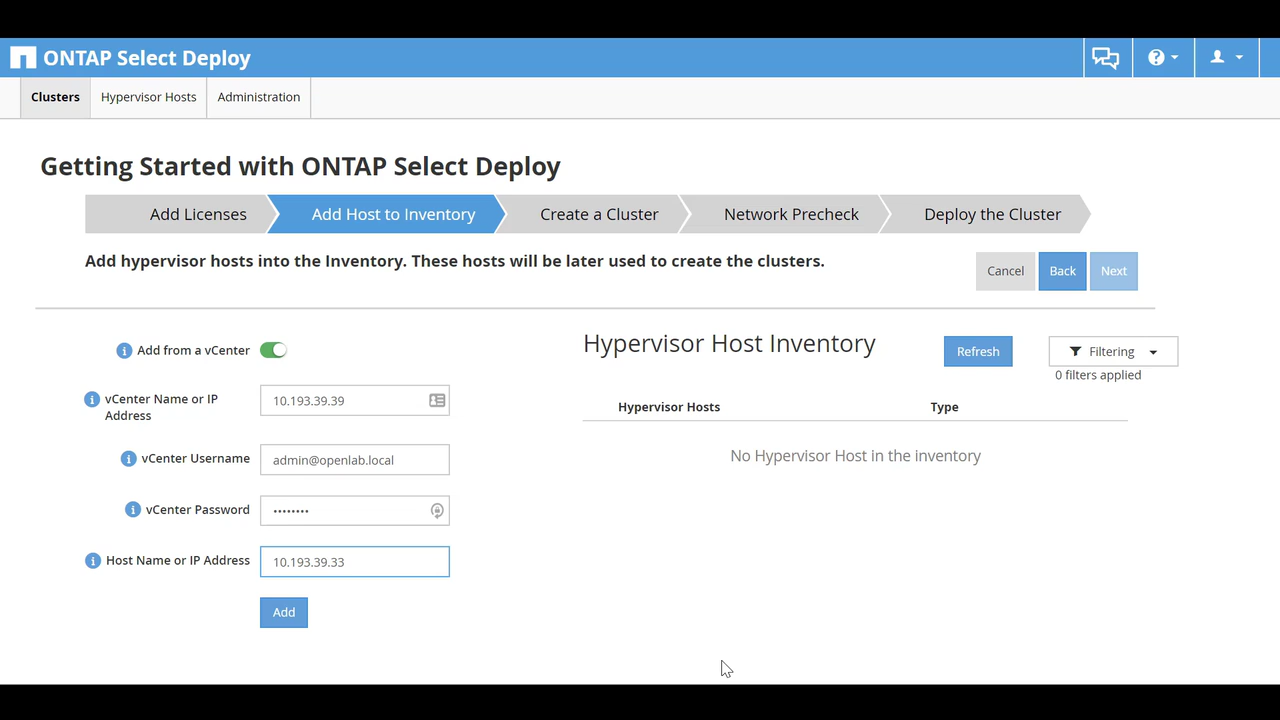 ONTAP Select Deploy
Clusters Hypervisor Hosts Administration
Getting Started with ONTAP Select Deploy
Add Licenses Add Host to Inventory Create a Cluster Network Precheck Deploy the Cluster
Add hypervisor hosts into the Inventory. These hosts will be later used to create the clusters.
Cancel Back Next
Add from a vCenter
vCenter Name or IP
Address
10.193.39.39
vCenter Username admin@openlab.local
vCenter Password ••••••••
Host Name or IP Address 10.193.39.33
Add
Hypervisor Host Inventory Refresh Filtering
0 filters applied
Hypervisor Hosts Type
No Hypervisor Host in the inventory